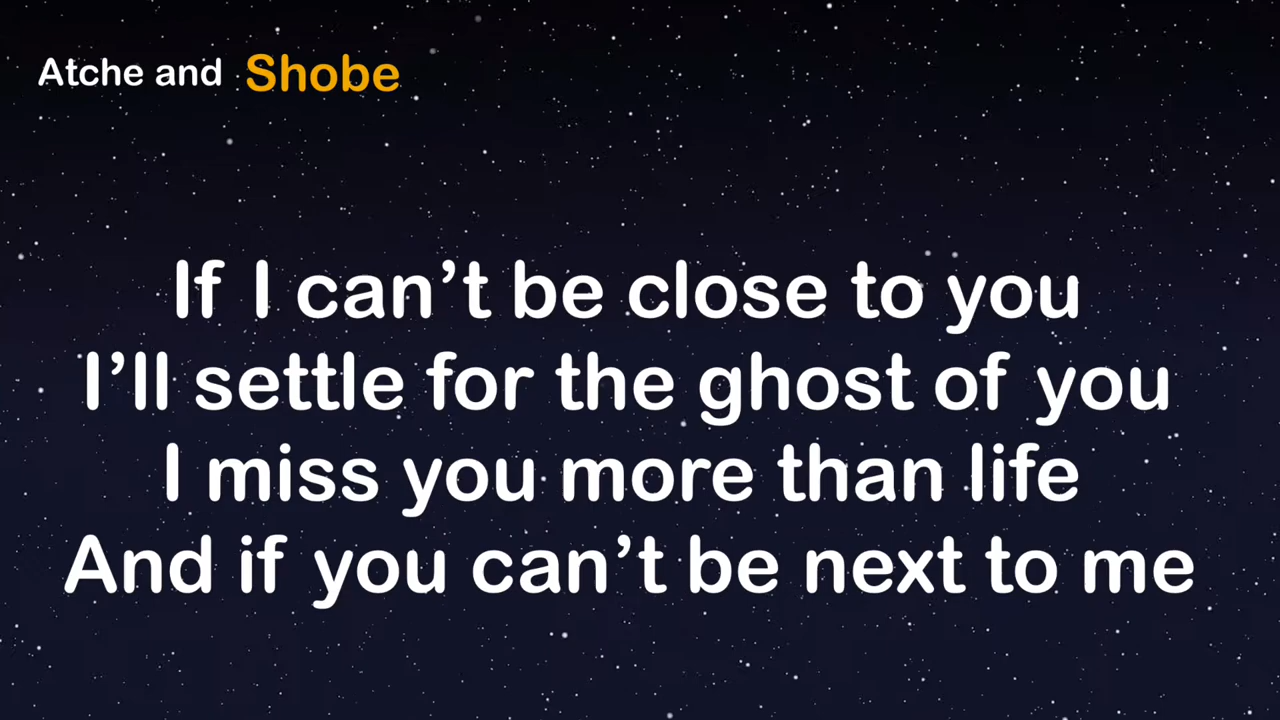 Atche and Shobe
If I can’t be close to you
I’ll settle for the ghost of you
I miss you more than life
And if you can’t be next to me